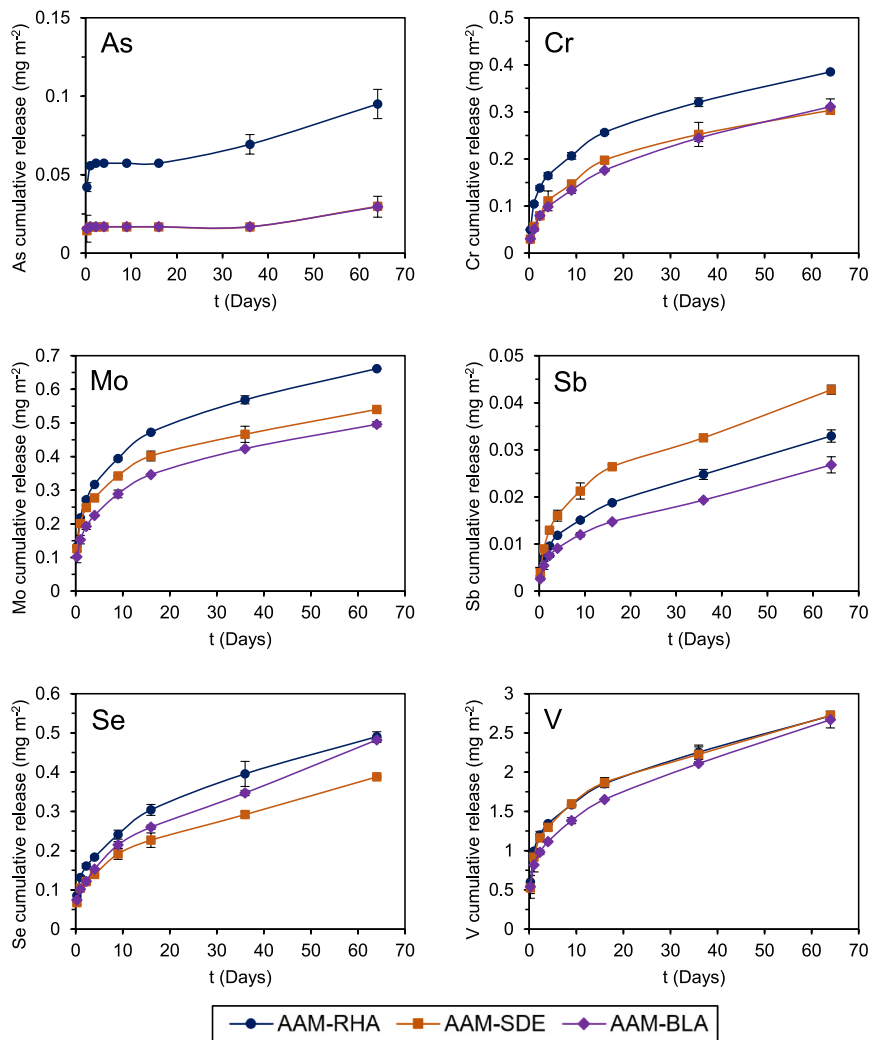 As
As cumulative release (mg m⁻²)
0.15
0.1
0.05
0
0 10 20 30 40 50 60 70
t (Days)
Cr
Cr cumulative release (mg m⁻²)
0.5
0.4
0.3
0.2
0.1
0
0 10 20 30 40 50 60 70
t (Days)
Mo
Mo cumulative release (mg m⁻²)
0.7
0.6
0.5
0.4
0.3
0.2
0.1
0
0 10 20 30 40 50 60 70
t (Days)
Sb
Sb cumulative release (mg m⁻²)
0.05
0.04
0.03
0.02
0.01
0
0 10 20 30 40 50 60 70
t (Days)
Se
Se cumulative release (mg m⁻²)
0.6
0.5
0.4
0.3
0.2
0.1
0
0 10 20 30 40 50 60 70
t (Days)
V
V cumulative release (mg m⁻²)
3
2.5
2
1.5
1
0.5
0
0 10 20 30 40 50 60 70
t (Days)
AAM-RHA AAM-SDE AAM-BLA